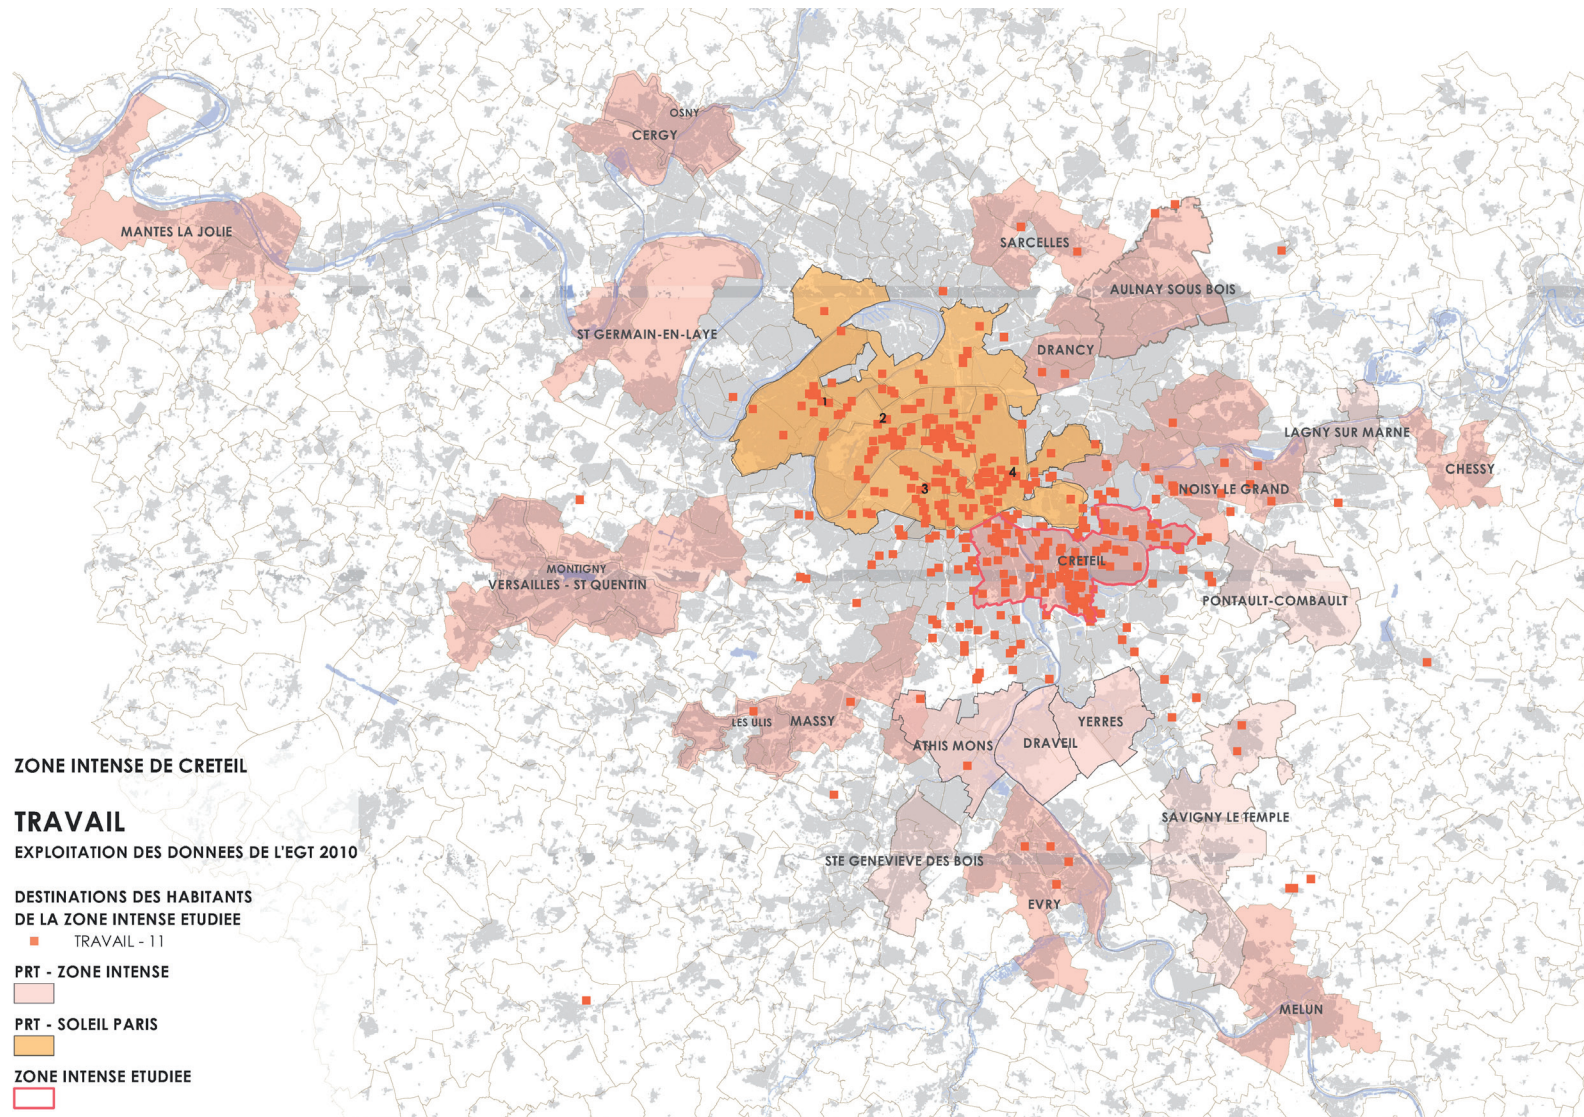 OSNY
CERGY
MANTES LA JOLIE
SARCELLES
AULNAY SOUS BOIS
ST GERMAIN-EN-LAYE
DRANCY
1
2
LAGNY SUR MARNE
CHESSY
4
3
NOISY LE GRAND
CRETEIL
MONTIGNY
VERSAILLES - ST QUENTIN
PONTAULT-COMBAULT
LES ULIS
MASSY
YERRES
ATHIS MONS
DRAVEIL
SAVIGNY LE TEMPLE
STE GENEVIEVE DES BOIS
EVRY
MELUN
ZONE INTENSE DE CRETEIL
TRAVAIL
EXPLOITATION DES DONNEES DE L'EGT 2010
DESTINATIONS DES HABITANTS
DE LA ZONE INTENSE ETUDIEE
TRAVAIL - 11
PRT - ZONE INTENSE
PRT - SOLEIL PARIS
ZONE INTENSE ETUDIEE